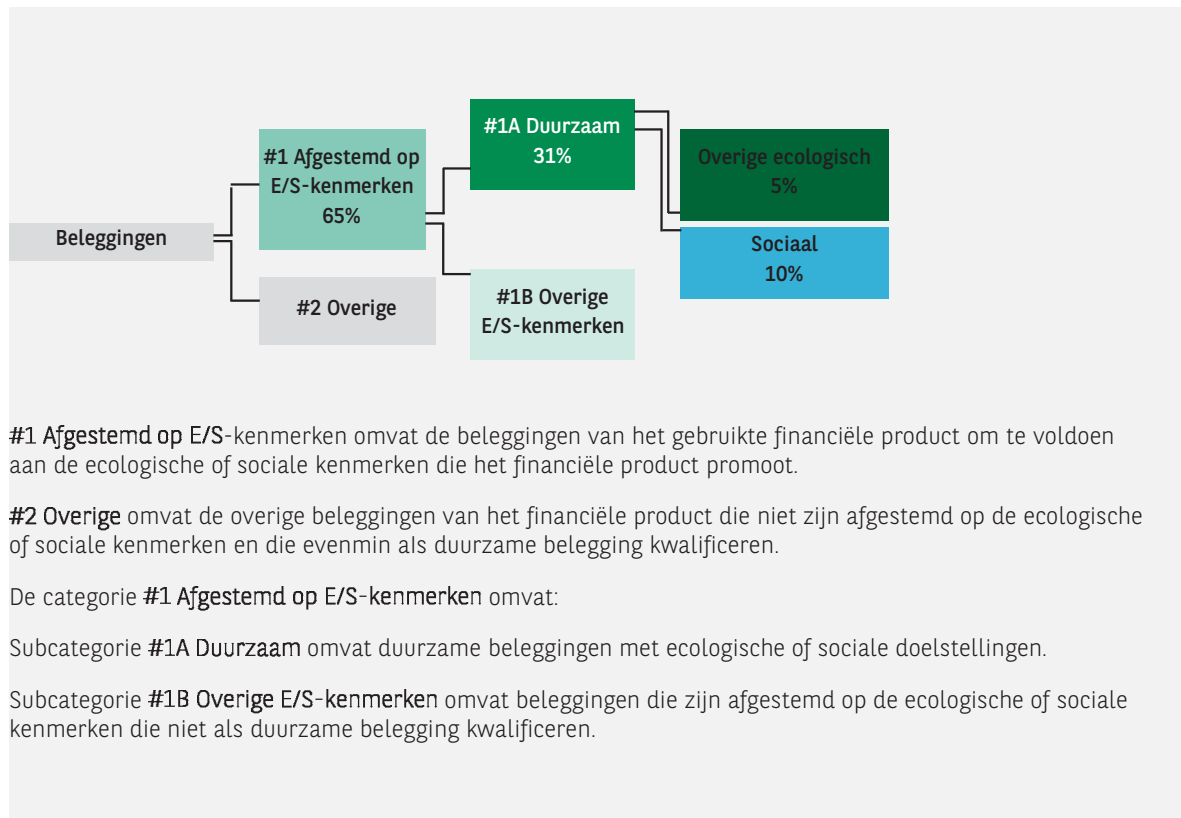 #1A Duurzaam
31%
#1 Afgestemd op
E/S-kenmerken
65%
Overige ecologisch
5%
Beleggingen
Sociaal
10%
#2 Overige
#1B Overige
E/S-kenmerken
#1 Afgestemd op E/S-kenmerken omvat de beleggingen van het gebruikte financiële product om te voldoen
aan de ecologische of sociale kenmerken die het financiële product promoot.
#2 Overige omvat de overige beleggingen van het financiële product die niet zijn afgestemd op de ecologische
of sociale kenmerken en die evenmin als duurzame belegging kwalificeren.
De categorie #1 Afgestemd op E/S-kenmerken omvat:
Subcategorie #1A Duurzaam omvat duurzame beleggingen met ecologische of sociale doelstellingen.
Subcategorie #1B Overige E/S-kenmerken omvat beleggingen die zijn afgestemd op de ecologische of sociale
kenmerken die niet als duurzame belegging kwalificeren.